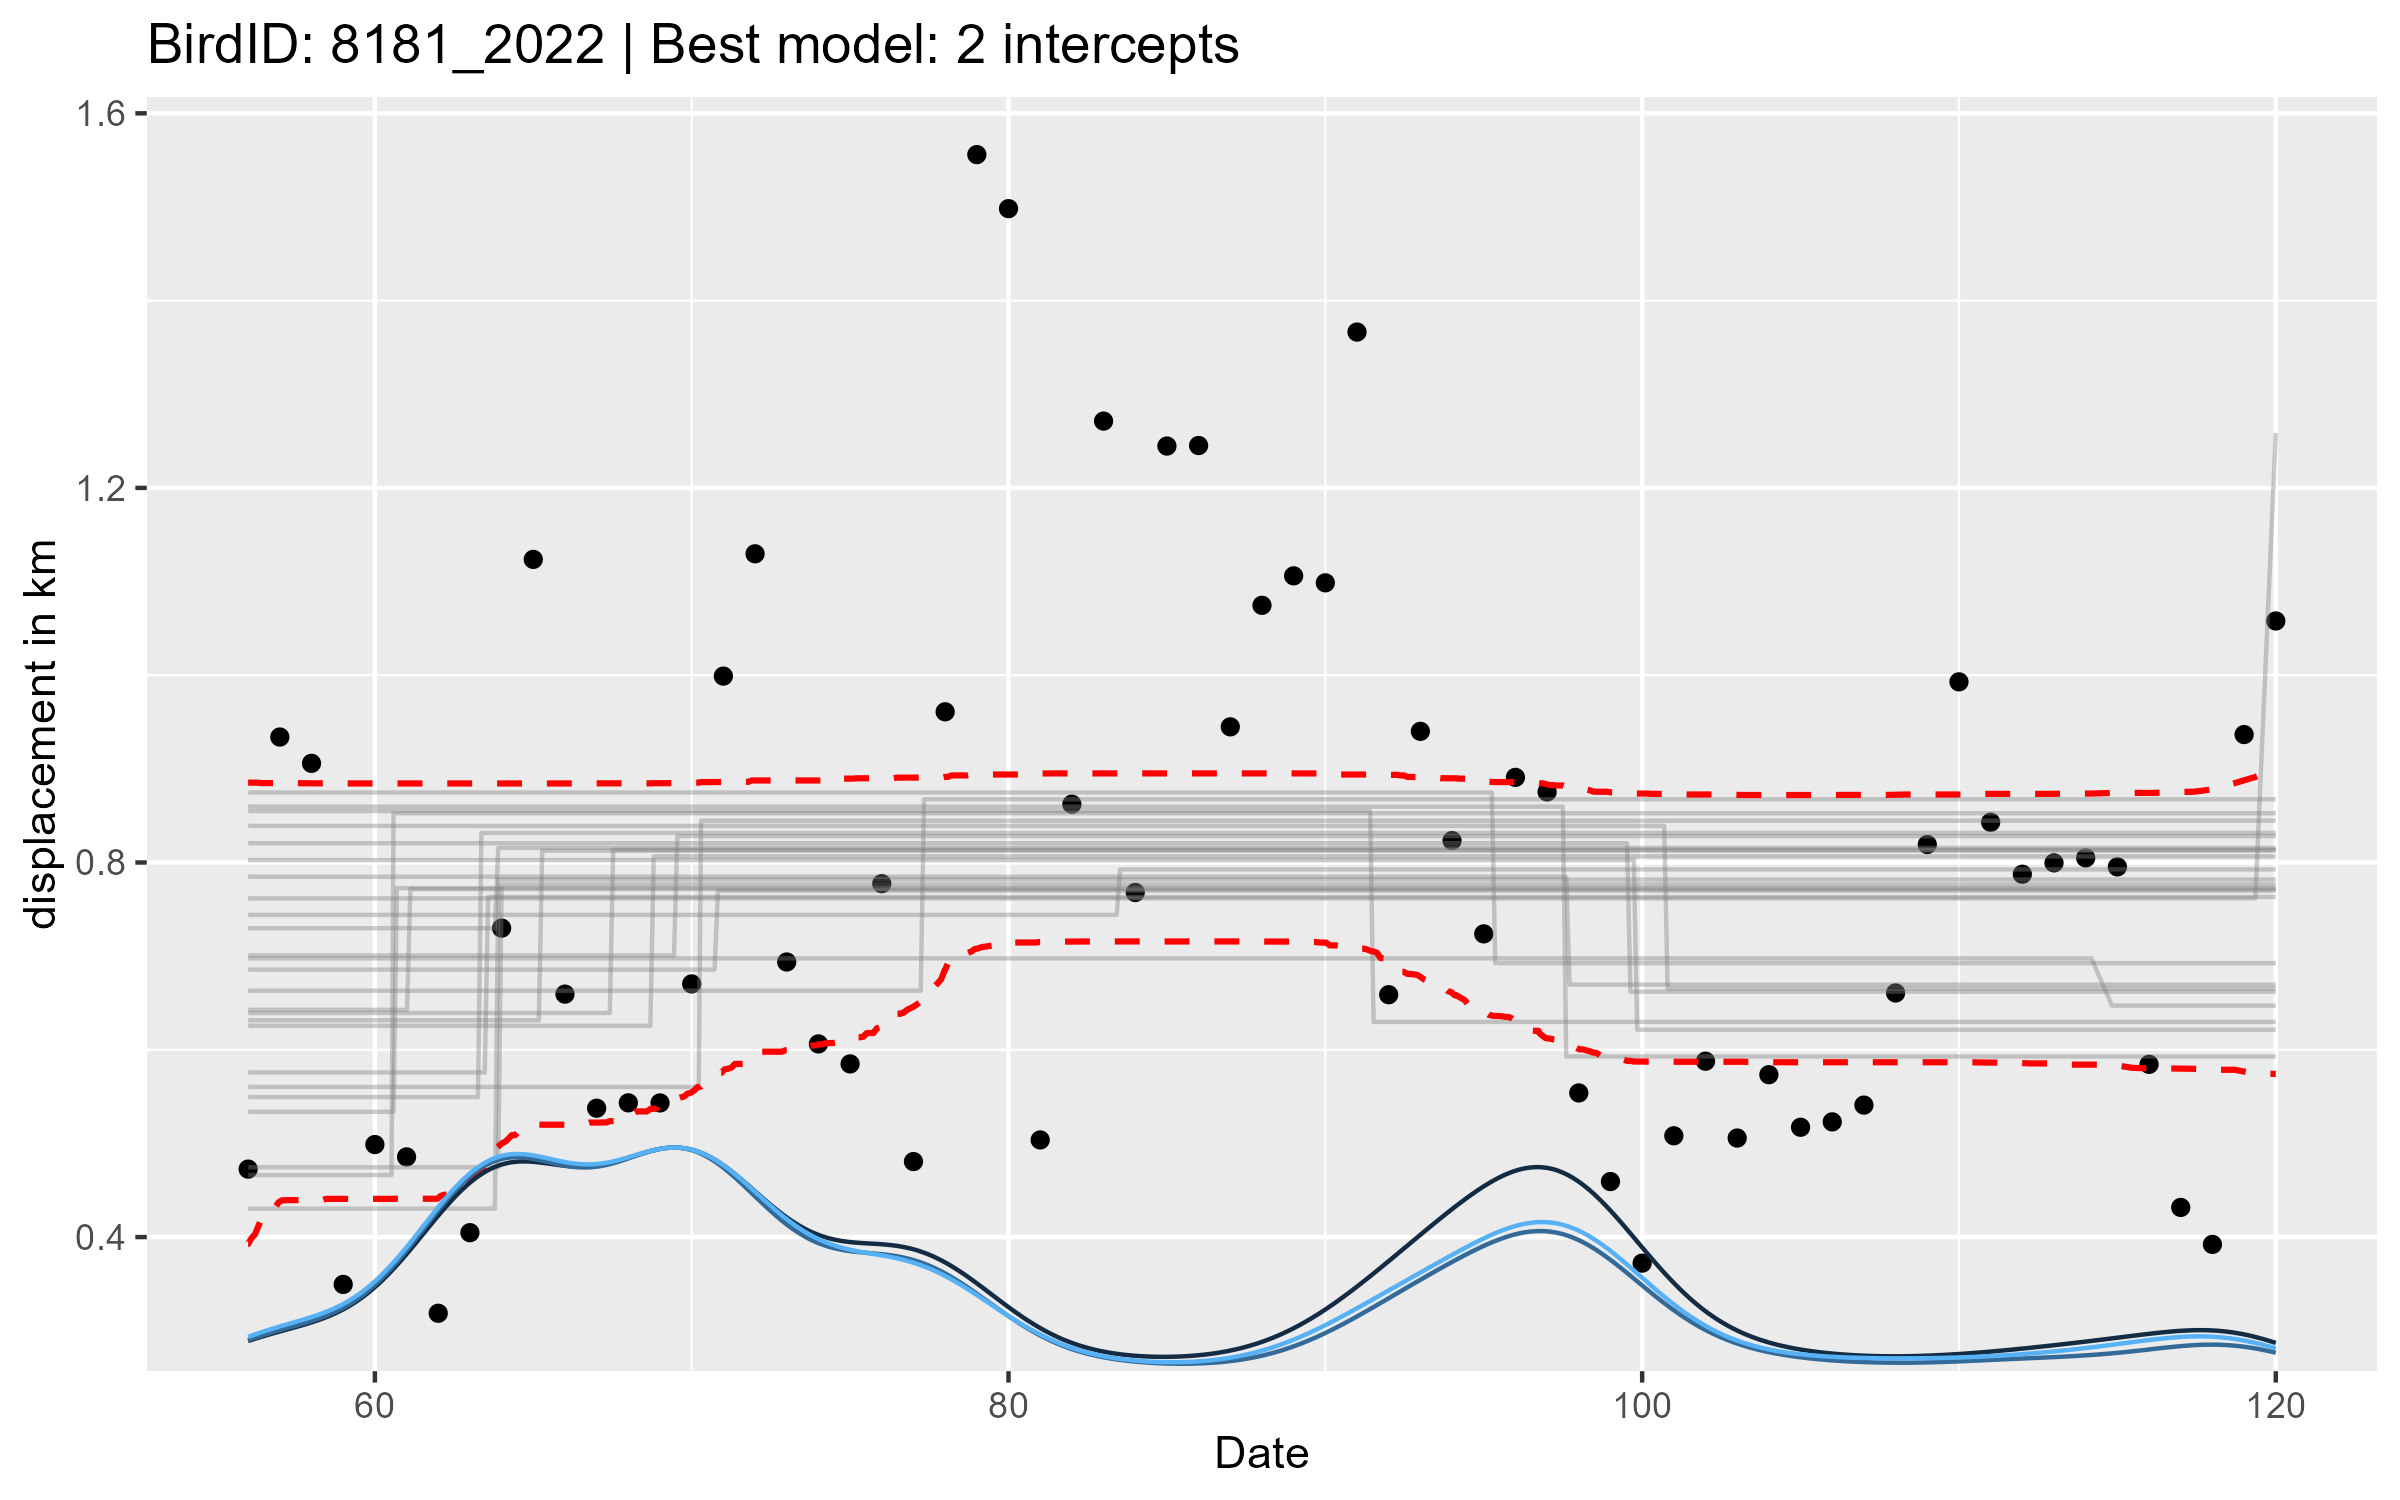 BirdID: 8181_2022 | Best model: 2 intercepts
displacement in km
1.6
1.2
0.8
0.4
60 80 100 120
Date